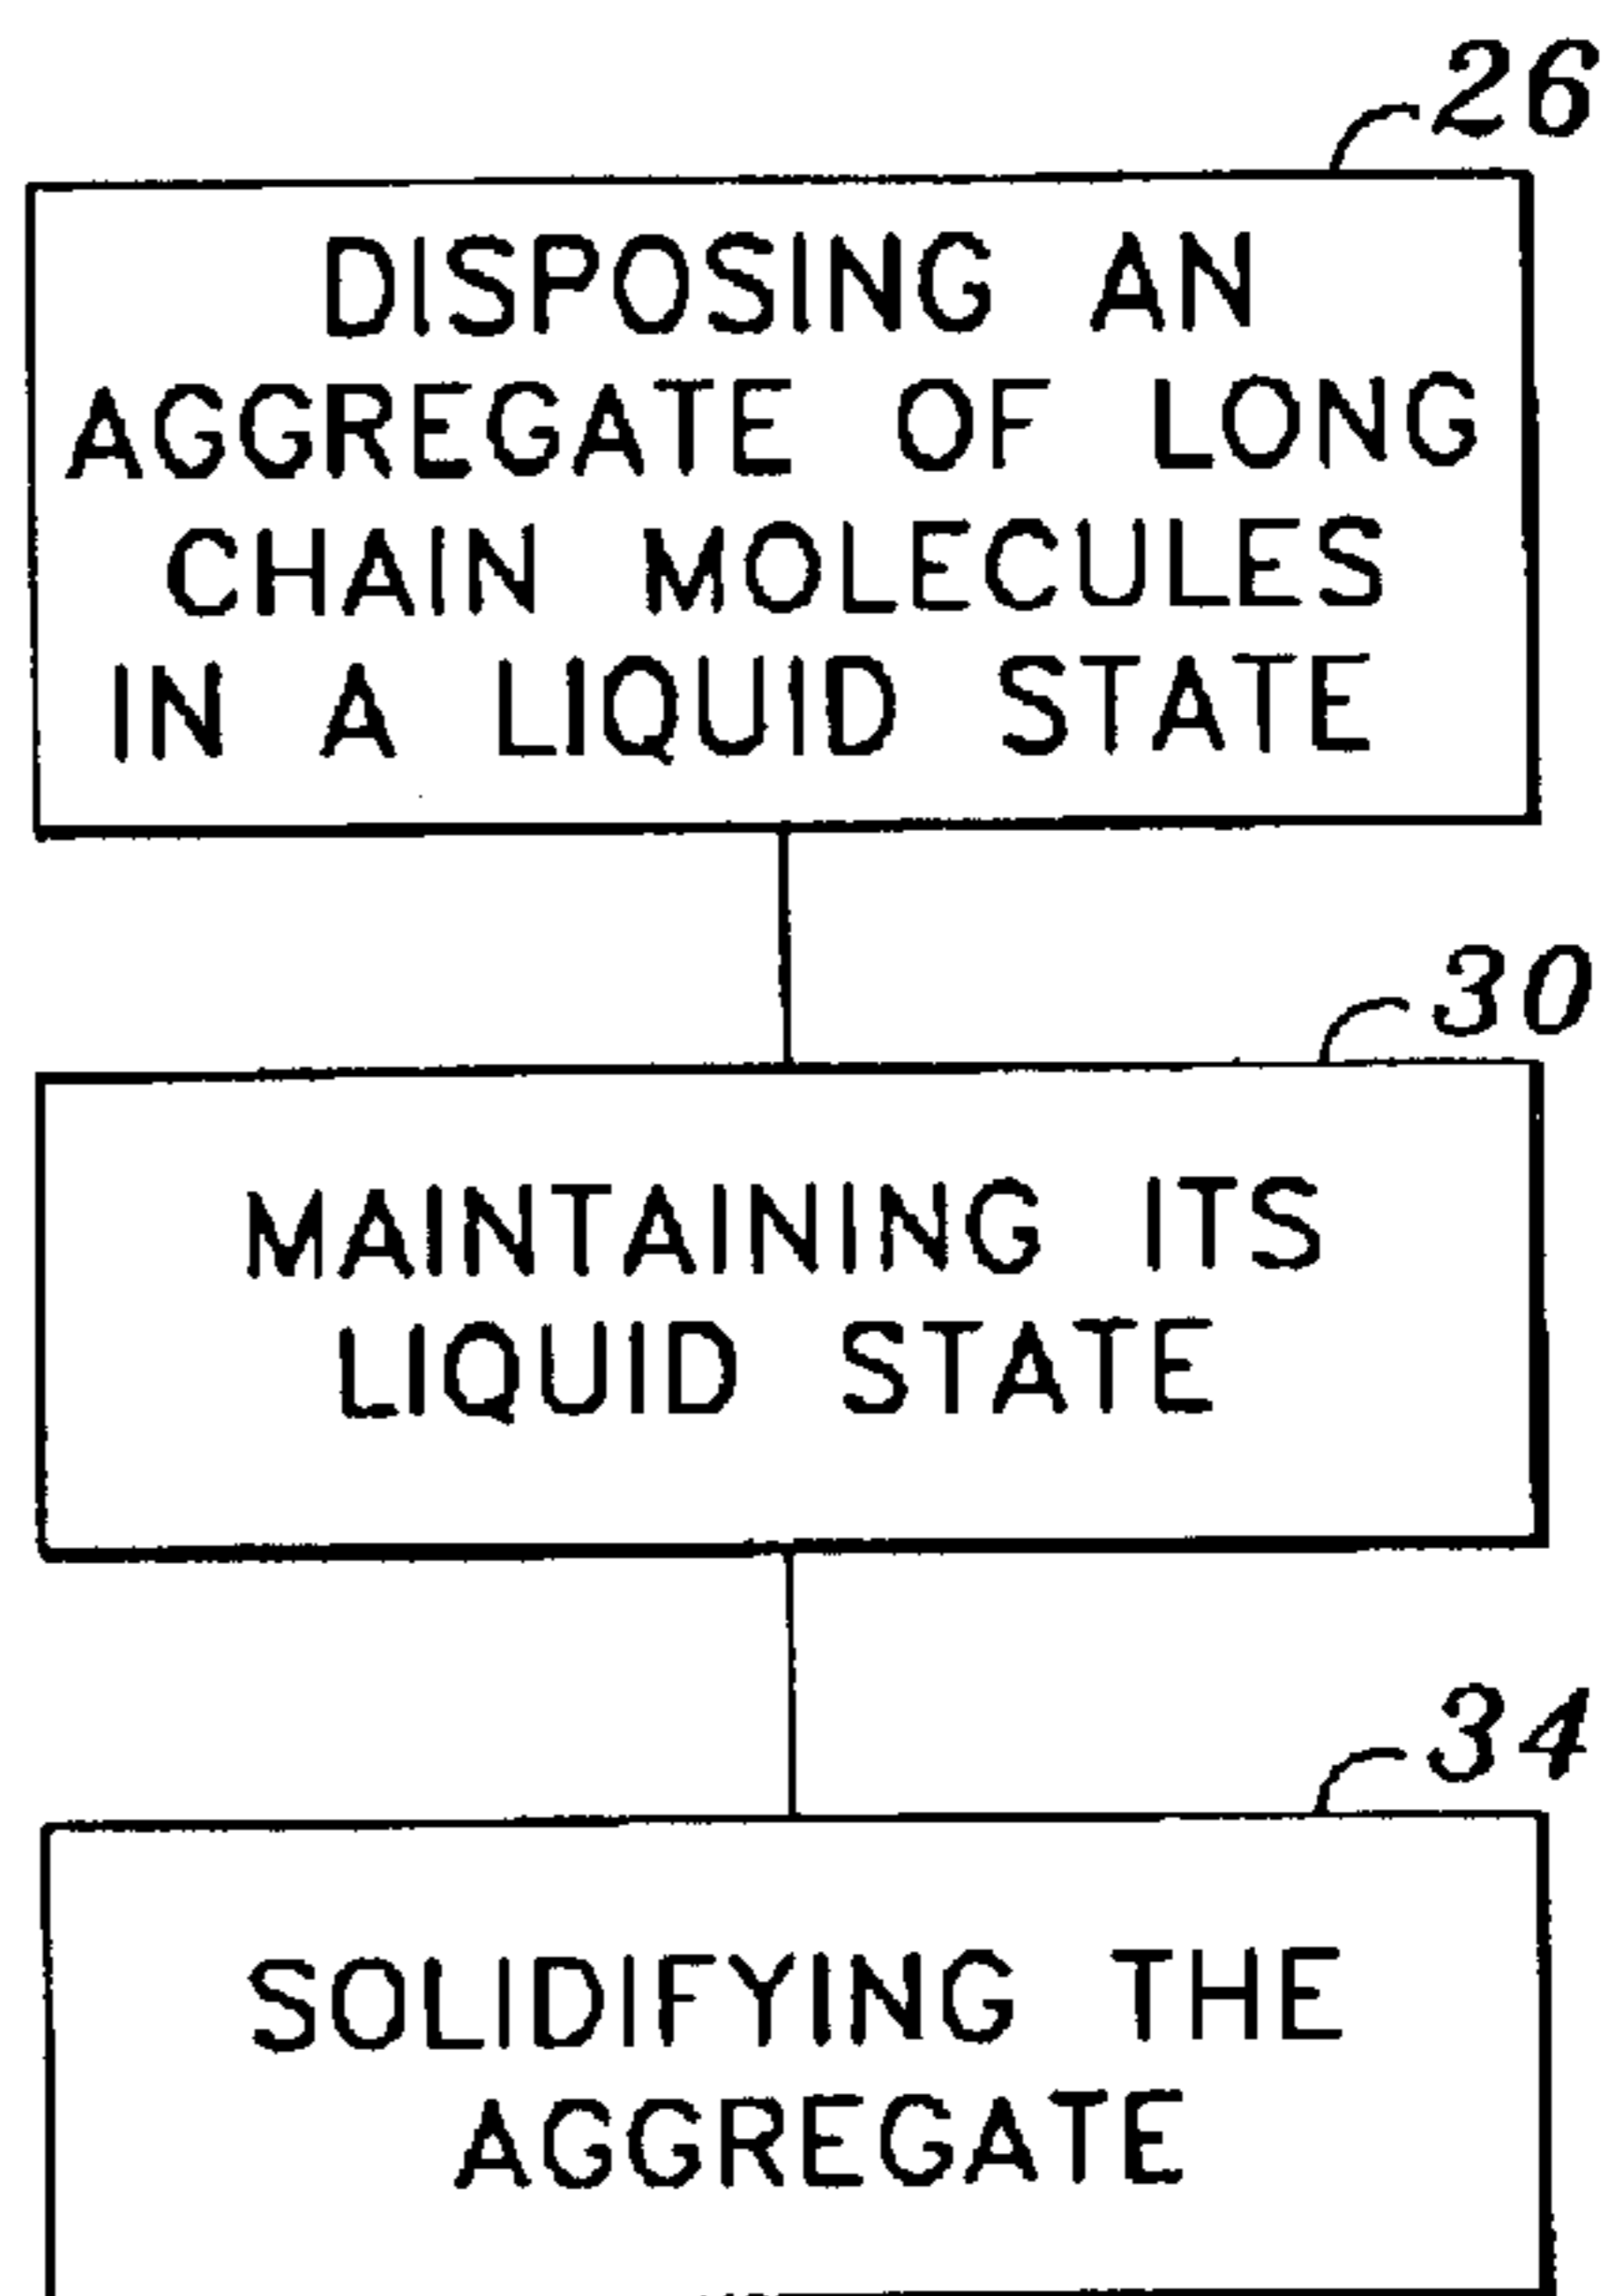 26
DISPOSING AN
AGGREGATE OF LONG
CHAIN MOLECULES
IN A LIQUID STATE
30
MAINTAINING ITS
LIQUID STATE
34
SOLIDIFYING THE
AGGREGATE